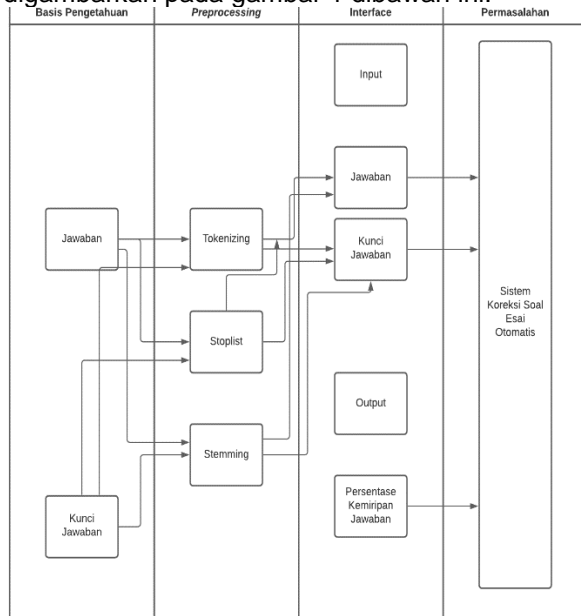 digambarkan pada gambar 1 dibawah ini.
Basis Pengetahuan
Preprocessing
Interface
Permasalahan
Input
Jawaban
Tokenizing
Jawaban
Kunci
Jawaban
Stoplist
Sistem
Koreksi Soal
Esai
Otomatis
Output
Stemming
Kunci
Jawaban
Persentase
Kemiripan
Jawaban